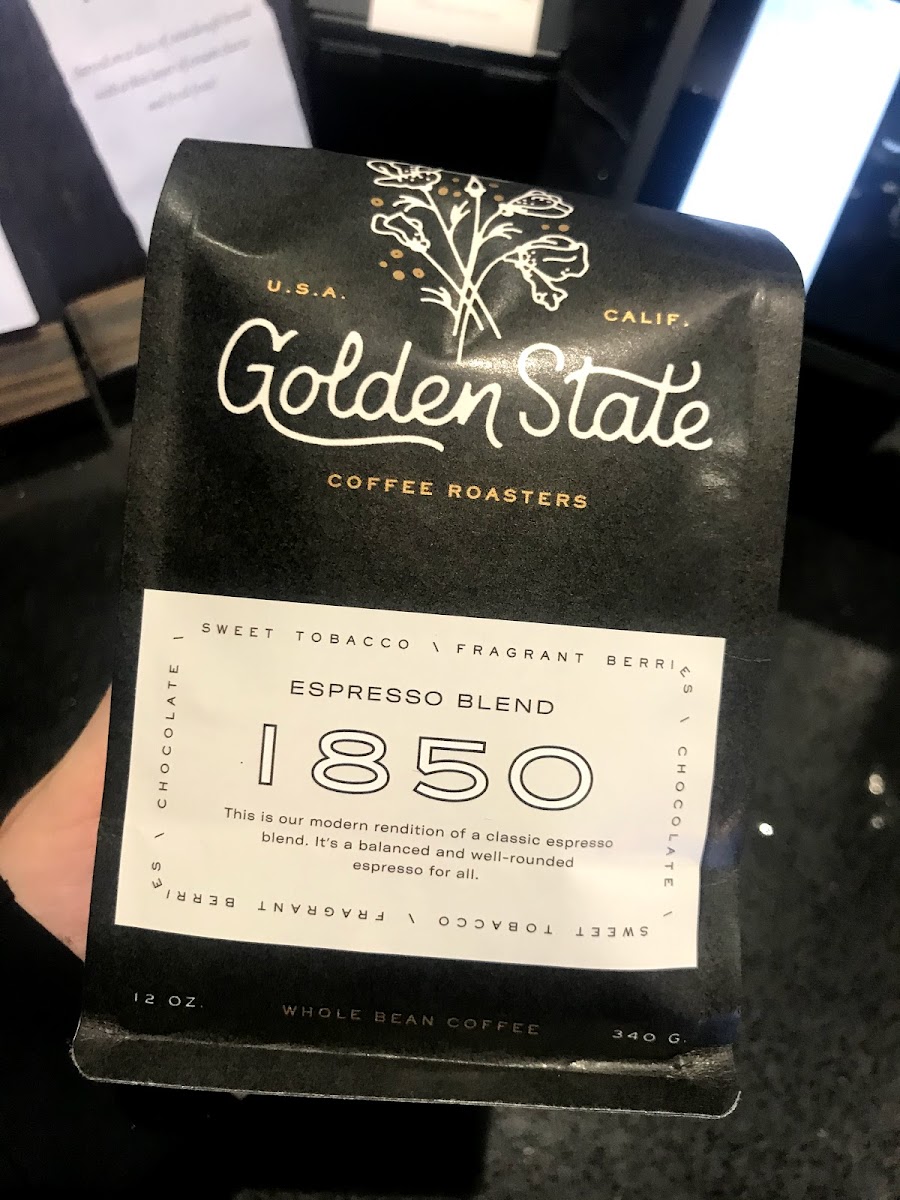 U.S.A.
CALIF.
Golden State
COFFEE ROASTERS
SWEET TOBACCO \ FRAGRANT BERRIES \ CHOCOLATE \
SWEET TOBACCO \ FRAGRANT BERRIES \ CHOCOLATE \
ESPRESSO BLEND
1850
This is our modern rendition of a classic espresso
blend. It's a balanced and well-rounded
espresso for all.
12 OZ.
WHOLE BEAN COFFEE
340 G.